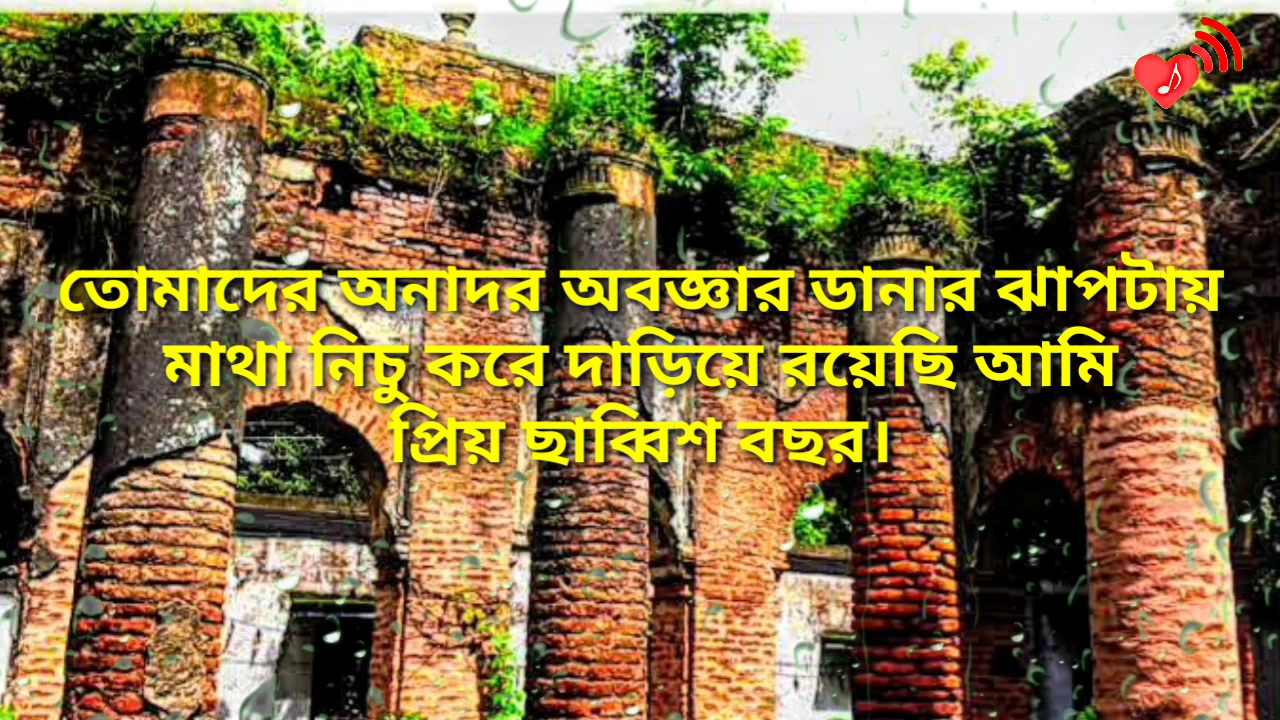 তোমাদের অনাদর অবজ্ঞার ডানার ঝাপটায়
মাথা নিচু করে দাড়িয়ে রয়েছি আমি
প্রিয় ছাব্বিশ বছর।